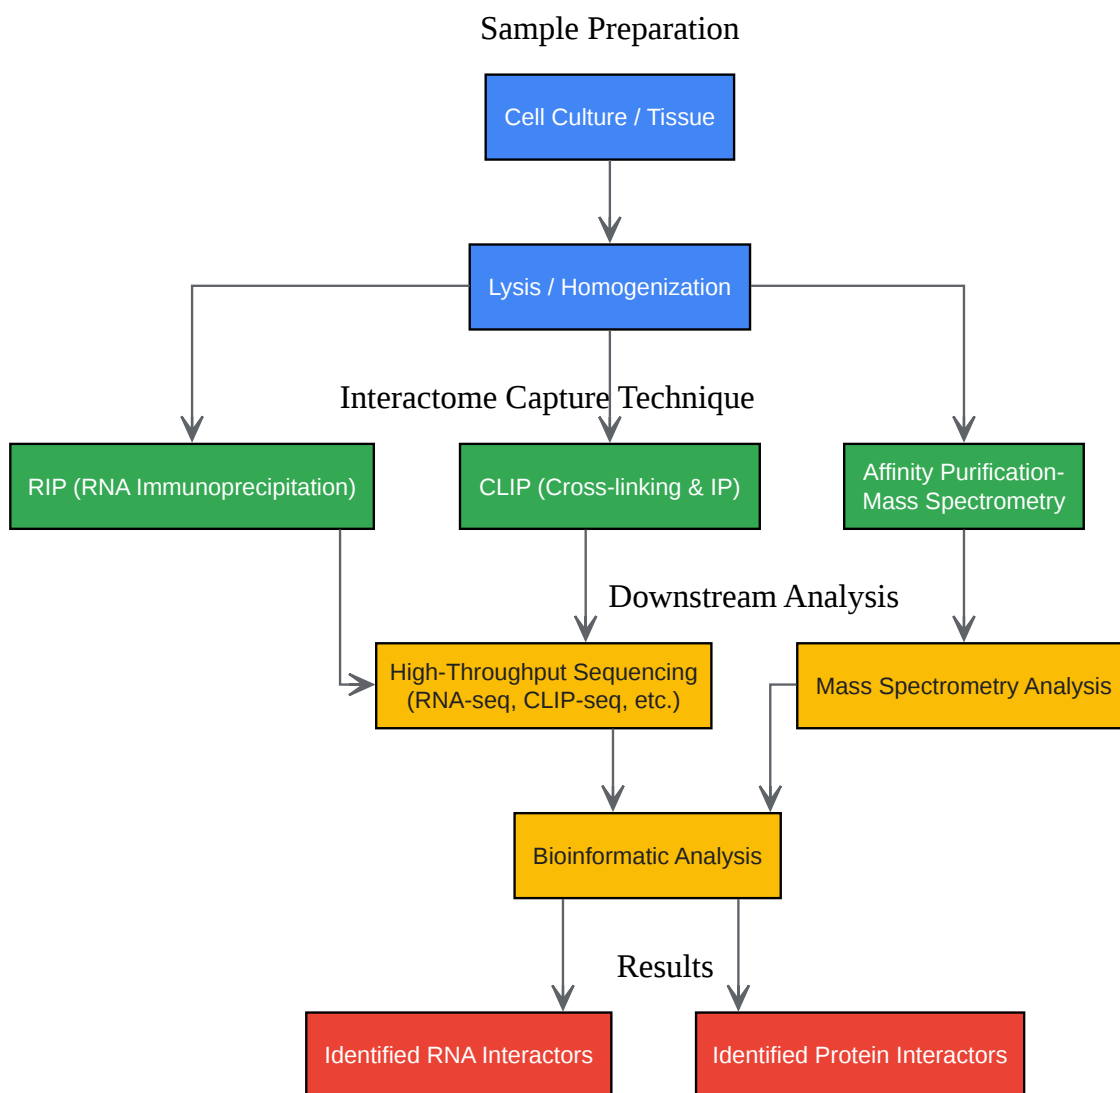 Sample Preparation
Cell Culture / Tissue
Lysis / Homogenization
Interactome Capture Technique
RIP (RNA Immunoprecipitation)
CLIP (Cross-linking & IP)
Affinity Purification-
Mass Spectrometry
Downstream Analysis
High-Throughput Sequencing
(RNA-seq, CLIP-seq, etc.)
Mass Spectrometry Analysis
Bioinformatic Analysis
Results
Identified RNA Interactors
Identified Protein Interactors